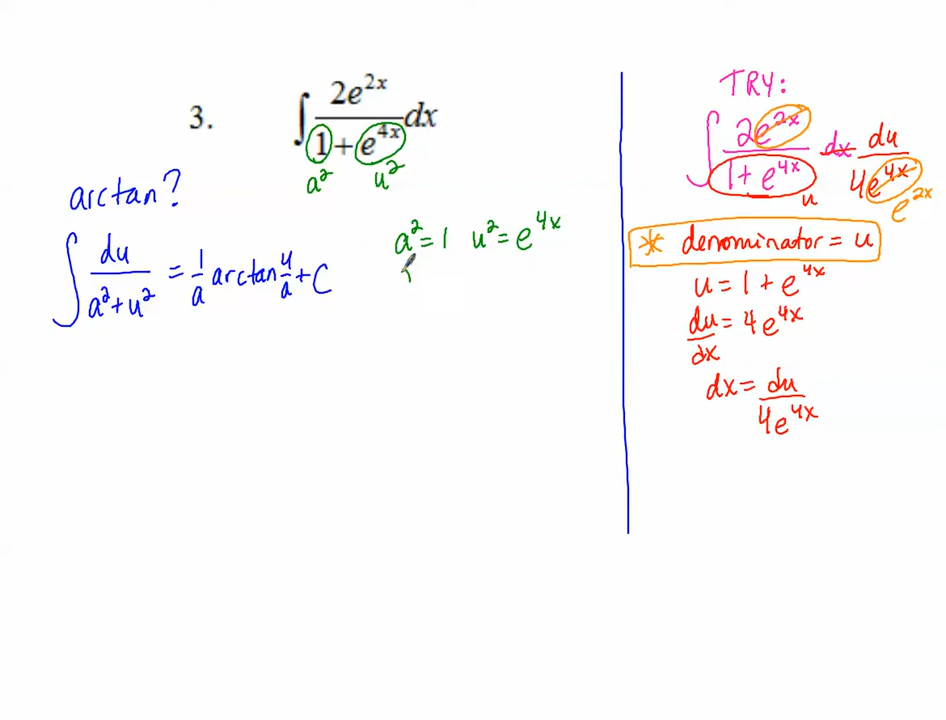 3. ∫ 2e^{2x} / (1 + e^{4x}) dx
a² u²
arctan?
∫ du / (a² + u²) = 1/a arctan u/a + C
a² = 1 u² = e^{4x}
TRY:
∫ 2e^{2x} / (1 + e^{4x}) dx du / 4e^{4x}
u e^{2x}
* denominator = u
u = 1 + e^{4x}
du/dx = 4e^{4x}
dx = du / 4e^{4x}